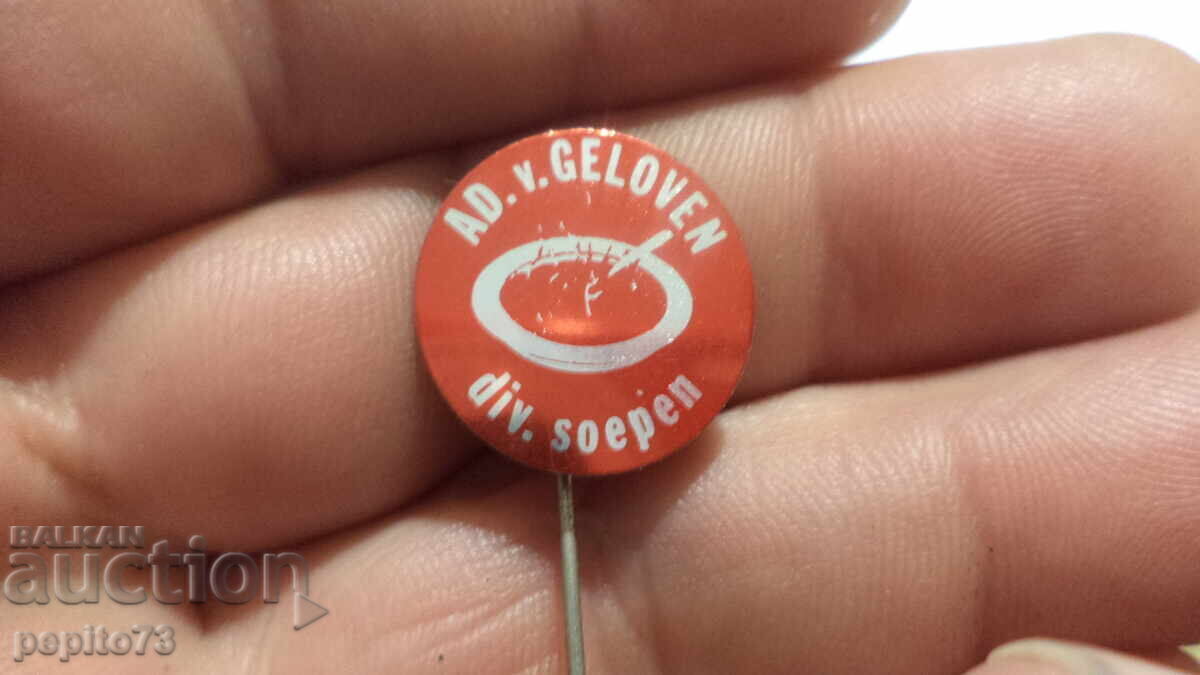 AD. v. GELOVEN
div. soepen
BALKAN
auction
pepito73